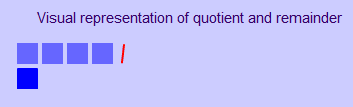 Visual representation of quotient and remainder